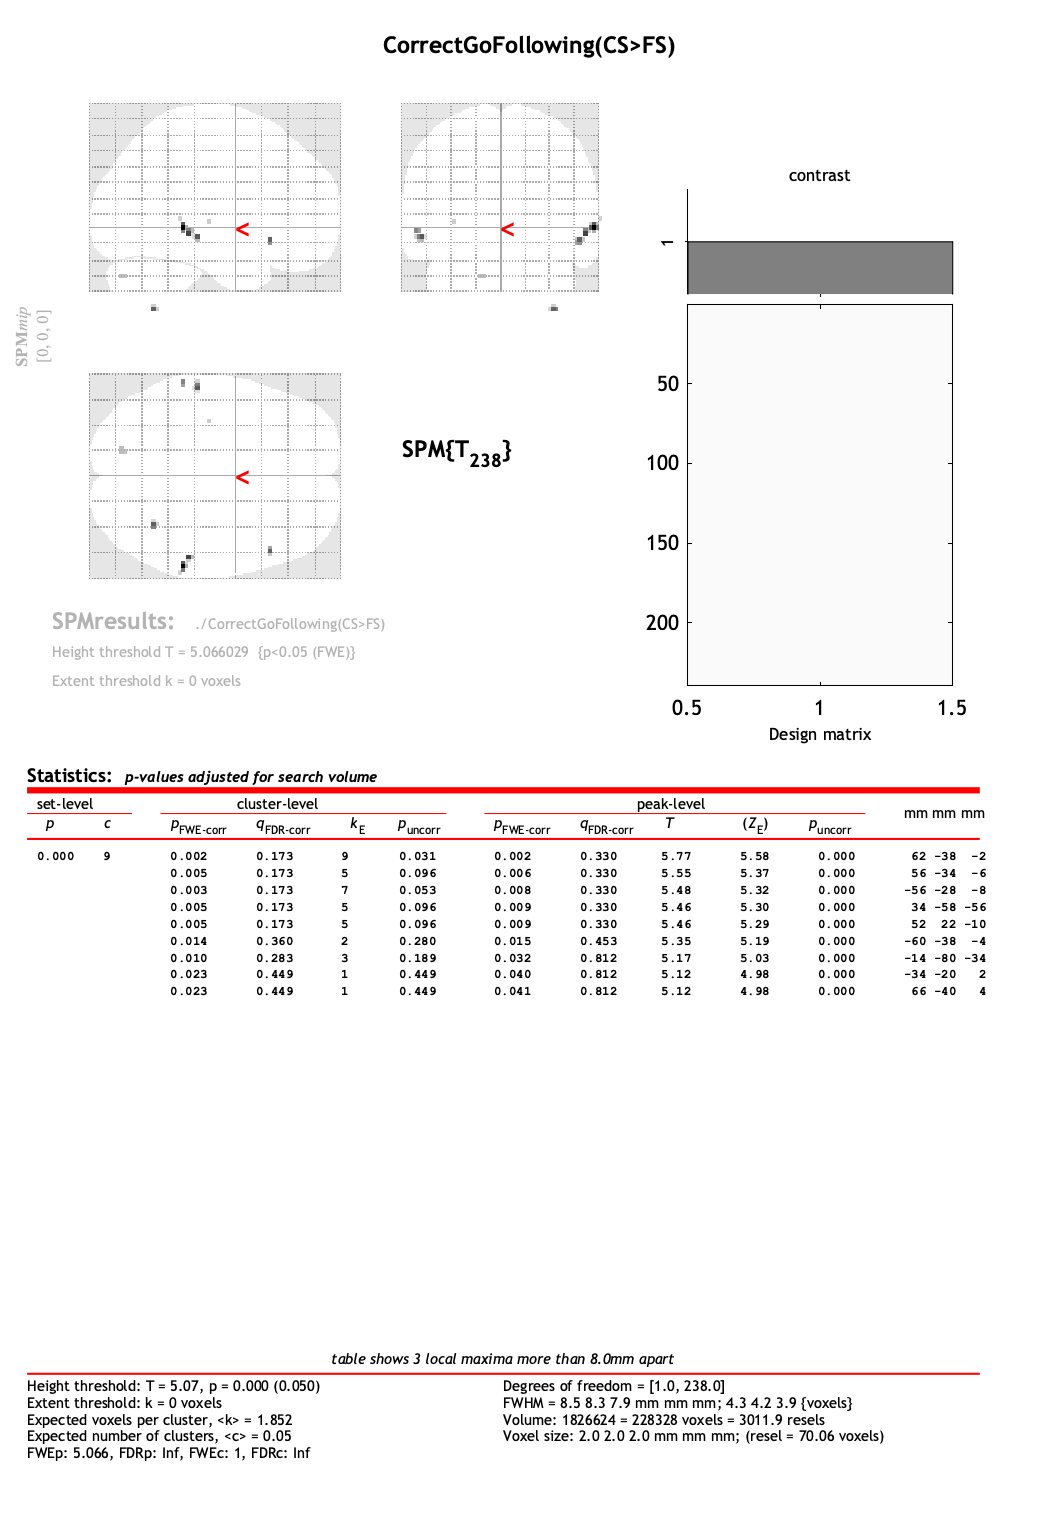 CorrectGoFollowing(CS>FS)
contrast
1
SPMmip
[0, 0, 0]
<
<
<
SPM{T238}
50
100
150
200
0.5 1 1.5
Design matrix
SPMresults: ./CorrectGoFollowing(CS>FS)
Height threshold T = 5.066029 {p<0.05 (FWE)}
Extent threshold k = 0 voxels
Statistics: p-values adjusted for search volume
set-level cluster-level peak-level mm mm mm
p c pFWE-corr qFDR-corr kE puncorr pFWE-corr qFDR-corr T (ZE) puncorr
0.000 9 0.002 0.173 9 0.031 0.002 0.330 5.77 5.58 0.000 62 -38 -2
0.005 0.173 5 0.096 0.006 0.330 5.55 5.37 0.000 56 -34 -6
0.003 0.173 7 0.053 0.008 0.330 5.48 5.32 0.000 -56 -28 -8
0.005 0.173 5 0.096 0.009 0.330 5.46 5.30 0.000 34 -58 -56
0.005 0.173 5 0.096 0.009 0.330 5.46 5.29 0.000 52 22 -10
0.014 0.360 2 0.280 0.015 0.453 5.35 5.19 0.000 -60 -38 -4
0.010 0.283 3 0.189 0.032 0.812 5.17 5.03 0.000 -14 -80 -34
0.023 0.449 1 0.449 0.040 0.812 5.12 4.98 0.000 -34 -20 2
0.023 0.449 1 0.449 0.041 0.812 5.12 4.98 0.000 66 -40 4
table shows 3 local maxima more than 8.0mm apart
Height threshold: T = 5.07, p = 0.000 (0.050)
Extent threshold: k = 0 voxels
Expected voxels per cluster, <k> = 1.852
Expected number of clusters, <c> = 0.05
FWEp: 5.066, FDRp: Inf, FWEc: 1, FDRc: Inf
Degrees of freedom = [1.0, 238.0]
FWHM = 8.5 8.3 7.9 mm mm mm; 4.3 4.2 3.9 {voxels}
Volume: 1826624 = 228328 voxels = 3011.9 resels
Voxel size: 2.0 2.0 2.0 mm mm mm; (resel = 70.06 voxels)